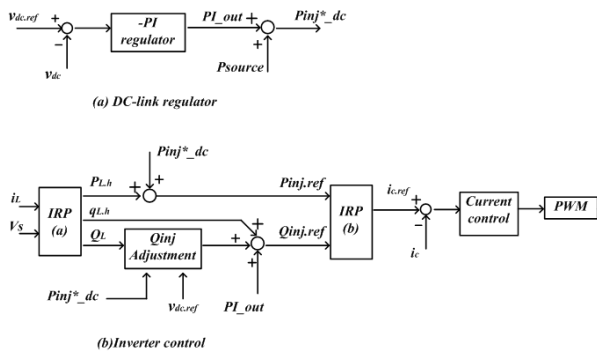 vdc.ref + -PI regulator PI_out + Pinj*_dc
− +
vdc Psource
(a) DC-link regulator
Pinj*_dc
PL.h + + Pinj.ref ic.ref
iL IRP (a) qL.h IRP (b) + Current control PWM
Vs QL Qinj Adjustment + + Qinj.ref −
+ ic
Pinj*_dc vdc.ref PI_out
(b)Inverter control